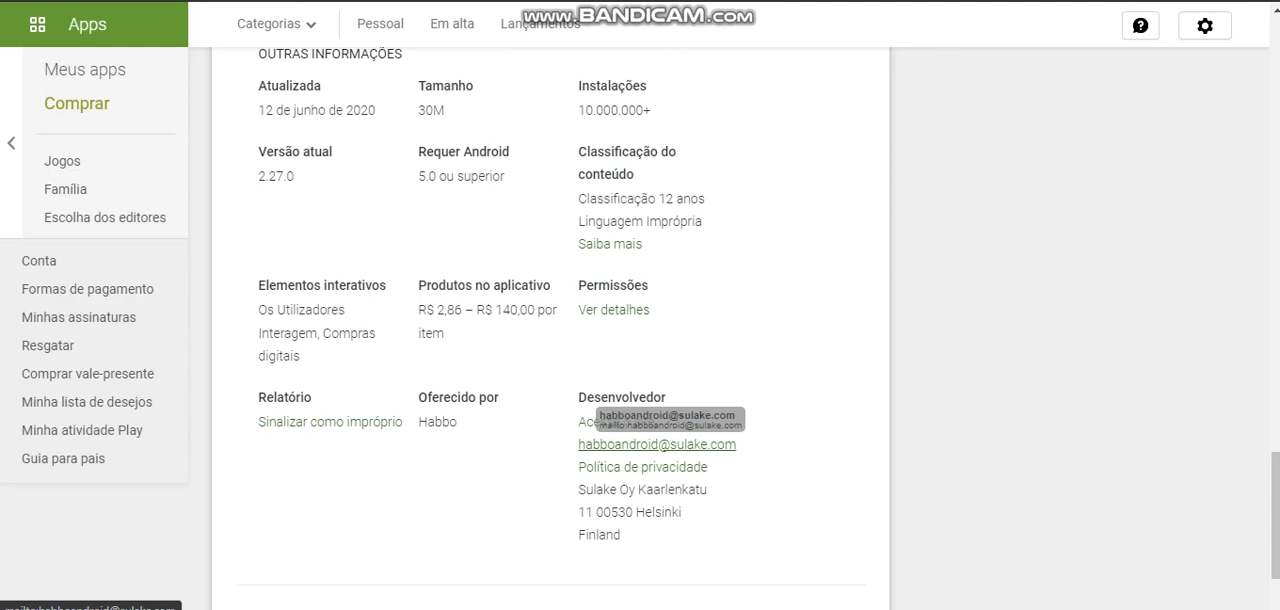 Apps
Categorias
Pessoal
Em alta
Lançamentos
www.BANDICAM.com
Meus apps
Comprar
Jogos
Família
Escolha dos editores
Conta
Formas de pagamento
Minhas assinaturas
Resgatar
Comprar vale-presente
Minha lista de desejos
Minha atividade Play
Guia para pais
OUTRAS INFORMAÇÕES
Atualizada
12 de junho de 2020
Tamanho
30M
Instalações
10.000.000+
Versão atual
2.27.0
Requer Android
5.0 ou superior
Classificação do
conteúdo
Classificação 12 anos
Linguagem Imprópria
Saiba mais
Elementos interativos
Os Utilizadores
Interagem, Compras
digitais
Produtos no aplicativo
R$ 2,86 – R$ 140,00 por
item
Permissões
Ver detalhes
Relatório
Sinalizar como impróprio
Oferecido por
Habbo
Desenvolvedor
habboandroid@sulake.com
mailto:habboandroid@sulake.com
habboandroid@sulake.com
Política de privacidade
Sulake Oy Kaarlenkatu
11 00530 Helsinki
Finland
mailto:habboandroid@sulake.com